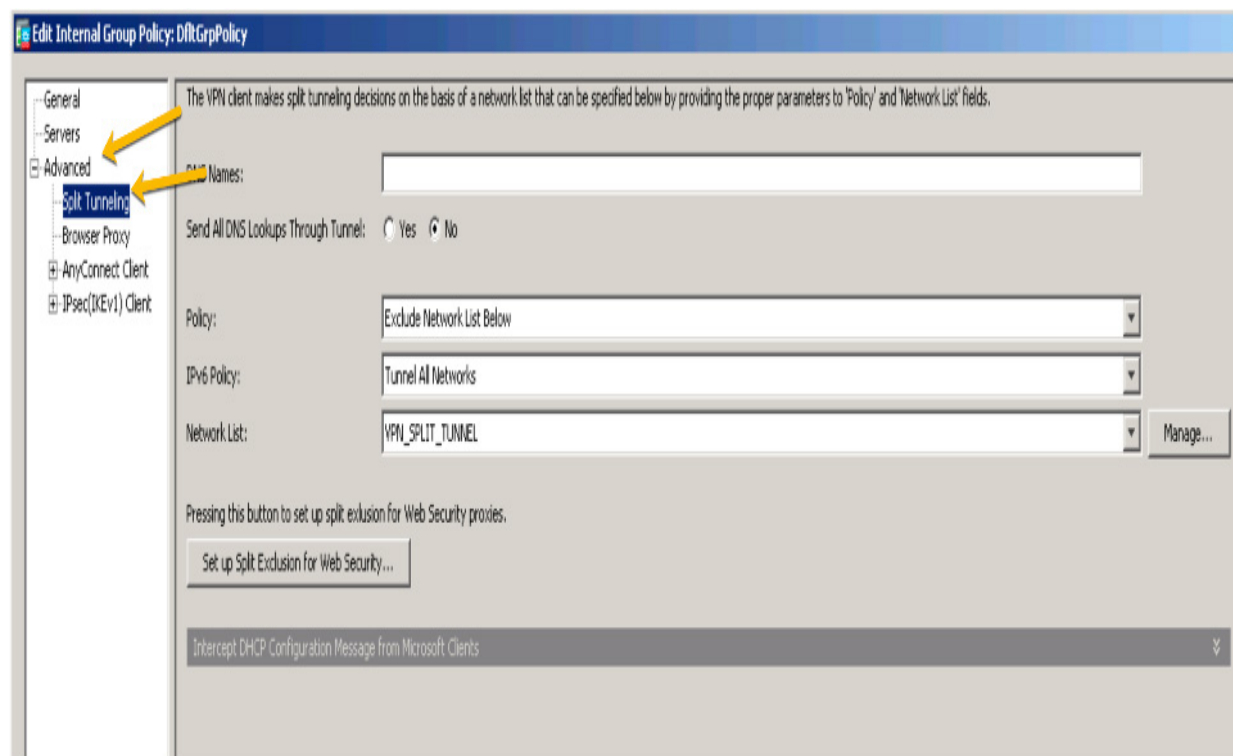 Edit Internal Group Policy: DfltGrpPolicy
General
Servers
Advanced
Split Tunneling
Browser Proxy
AnyConnect Client
IPsec(IKEv1) Client
The VPN client makes split tunneling decisions on the basis of a network list that can be specified below by providing the proper parameters to 'Policy' and 'Network List' fields.
Names:
Send All DNS Lookups Through Tunnel: Yes No
Policy: Exclude Network List Below
IPv6 Policy: Tunnel All Networks
Network List: VPN_SPLIT_TUNNEL Manage...
Pressing this button to set up split exlusion for Web Security proxies.
Set up Split Exclusion for Web Security...
Intercept DHCP Configuration Message from Microsoft Clients